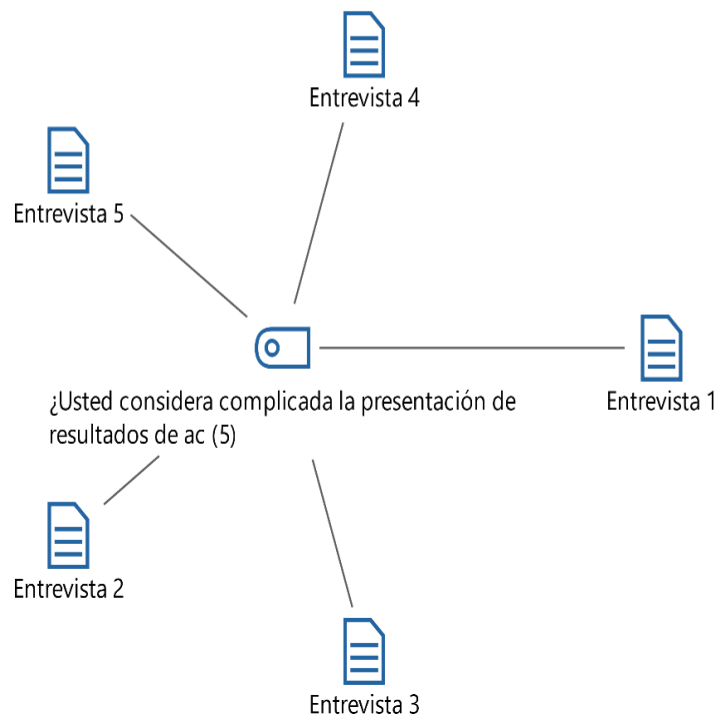 Entrevista 4
Entrevista 5
¿Usted considera complicada la presentación de
resultados de ac (5)
Entrevista 1
Entrevista 2
Entrevista 3